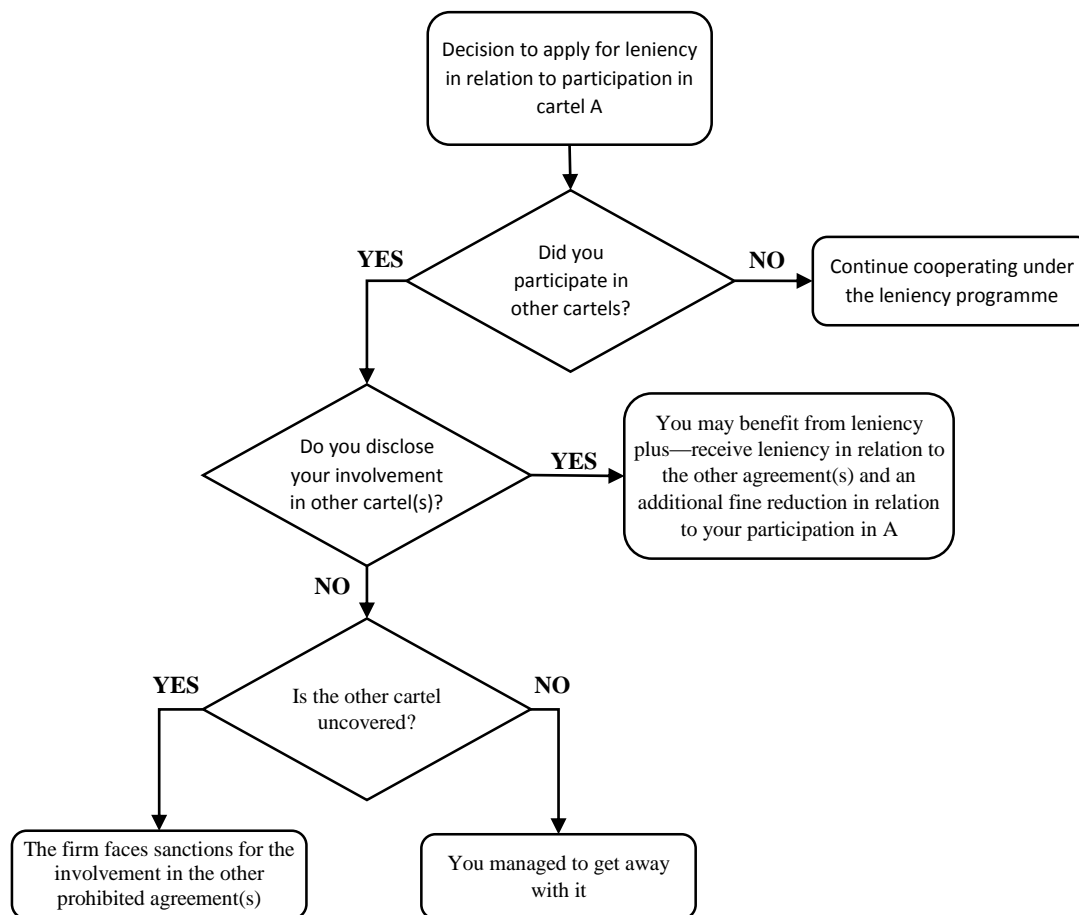 Decision to apply for leniency
in relation to participation in
cartel A
YES
Did you
participate in
other cartels?
NO
Continue cooperating under
the leniency programme
Do you disclose
your involvement
in other cartel(s)?
YES
You may benefit from leniency
plus—receive leniency in relation to
the other agreement(s) and an
additional fine reduction in relation
to your participation in A
NO
YES
Is the other cartel
uncovered?
NO
The firm faces sanctions for the
involvement in the other
prohibited agreement(s)
You managed to get away
with it